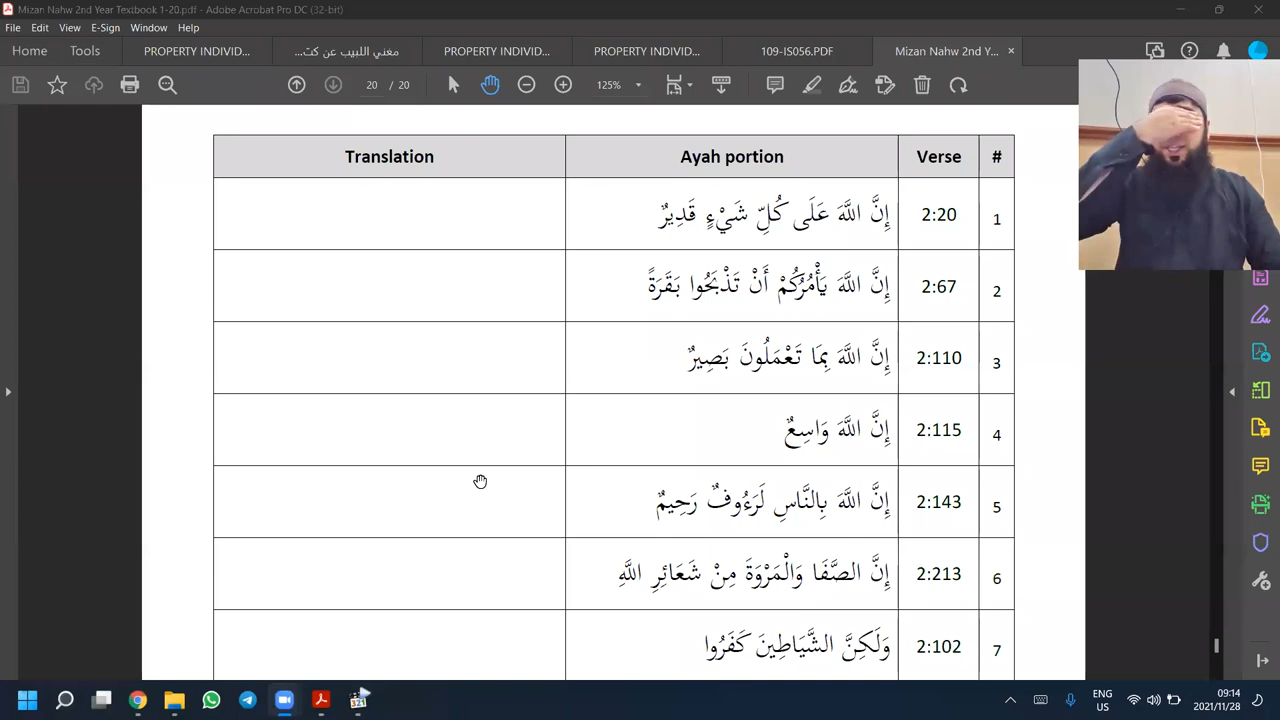 Mizan Nahw 2nd Year Textbook 1-20.pdf - Adobe Acrobat Pro DC (32-bit)
File Edit View E-Sign Window Help
Home Tools PROPERTY INDIVID... معني اللبيب عن كت... PROPERTY INDIVID... PROPERTY INDIVID... 109-IS056.PDF Mizan Nahw 2nd Y... ×
20 / 20 125%
Translation Ayah portion Verse #
إِنَّ اللَّهَ عَلَى كُلِّ شَيْءٍ قَدِيرٌ 2:20 1
إِنَّ اللَّهَ يَأْمُرُكُمْ أَنْ تَذْبَحُوا بَقَرَةً 2:67 2
إِنَّ اللَّهَ بِمَا تَعْمَلُونَ بَصِيرٌ 2:110 3
إِنَّ اللَّهَ وَاسِعٌ 2:115 4
إِنَّ اللَّهَ بِالنَّاسِ لَرَءُوفٌ رَحِيمٌ 2:143 5
إِنَّ الصَّفَا وَالْمَرْوَةَ مِنْ شَعَائِرِ اللَّهِ 2:213 6
وَلَكِنَّ الشَّيَاطِينَ كَفَرُوا 2:102 7
321
ENG
US
09:14
2021/11/28